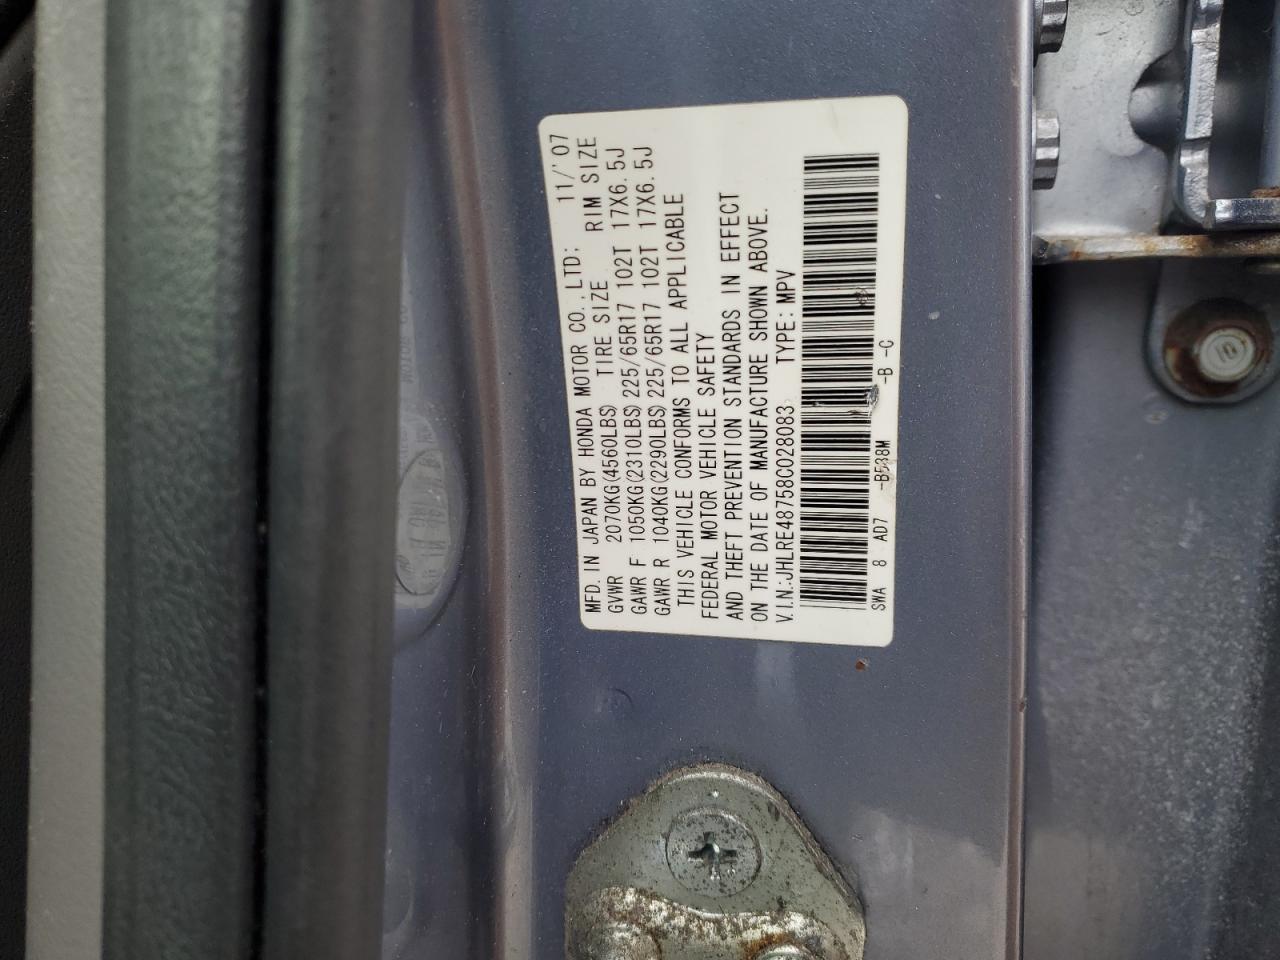 MFD. IN JAPAN BY HONDA MOTOR CO., LTD: 11/'07
GVWR 2070KG(4560LBS) TIRE SIZE RIM SIZE
GAWR F 1050KG(2310LBS) 225/65R17 102T 17X6.5J
GAWR R 1040KG(2290LBS) 225/65R17 102T 17X6.5J
THIS VEHICLE CONFORMS TO ALL APPLICABLE
FEDERAL MOTOR VEHICLE SAFETY
AND THEFT PREVENTION STANDARDS IN EFFECT
ON THE DATE OF MANUFACTURE SHOWN ABOVE.
V.I.N.:JHLRE48758C028083 TYPE:MPV
SWA 8 AD7 -B538M -B -C
10